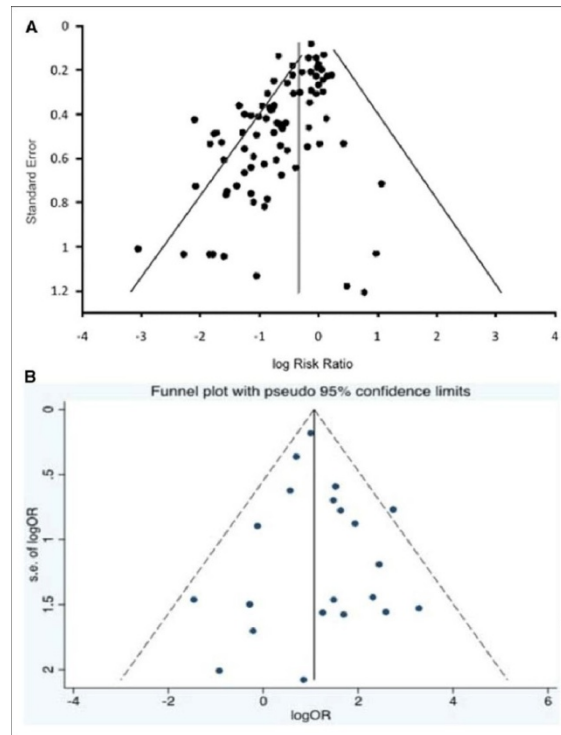 A
0
0.2
0.4
0.6
0.8
1
1.2
Standard Error
-4 -3 -2 -1 0 1 2 3 4
log Risk Ratio
B
Funnel plot with pseudo 95% confidence limits
0
.5
1
1.5
2
s.e. of logOR
-4 -2 0 2 4 6
logOR